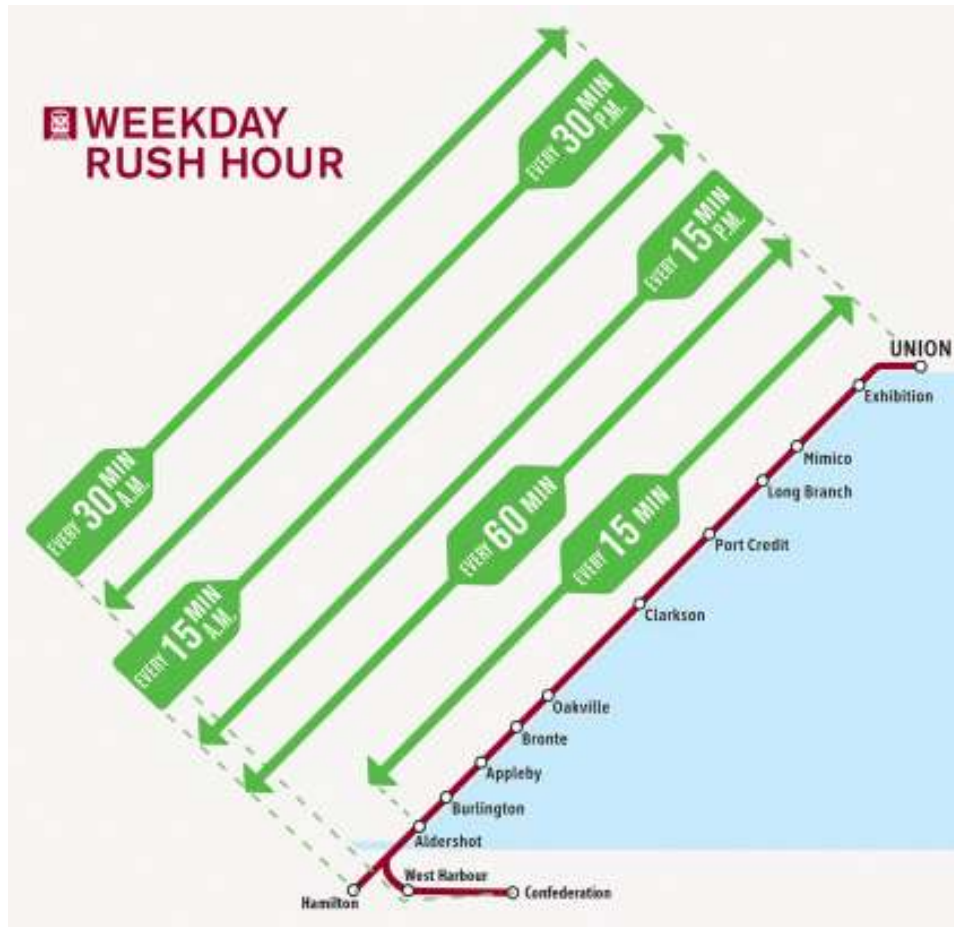 WEEKDAY
RUSH HOUR
EVERY 30 MIN P.M.
EVERY 15 MIN P.M.
EVERY 30 MIN A.M.
EVERY 15 MIN A.M.
EVERY 60 MIN
EVERY 15 MIN
UNION
Exhibition
Mimico
Long Branch
Port Credit
Clarkson
Oakville
Bronte
Appleby
Burlington
Aldershot
West Harbour
Hamilton
Confederation